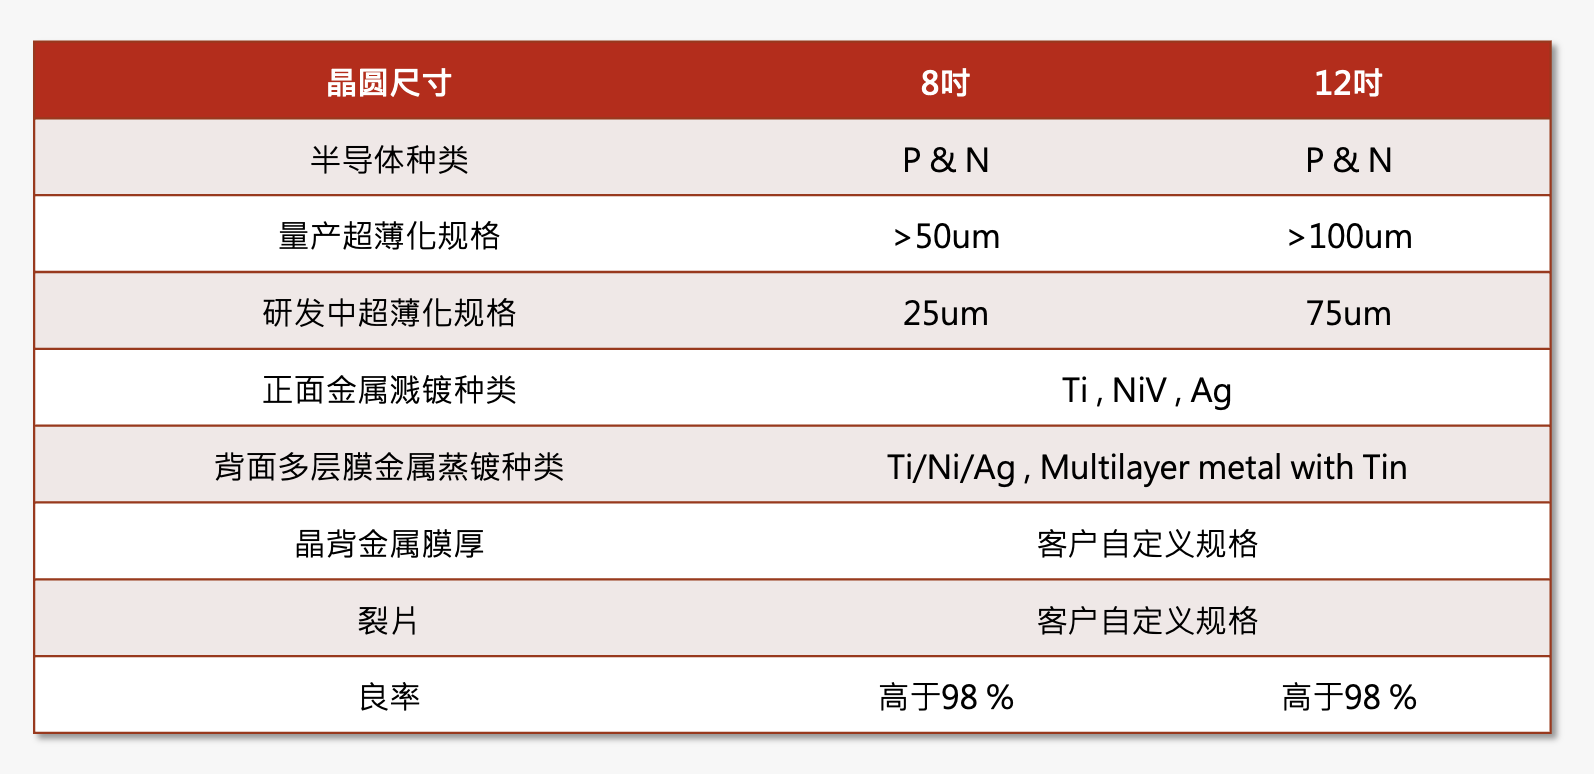 晶圆尺寸 8吋 12吋
半导体种类 P & N P & N
量产超薄化规格 >50um >100um
研发中超薄化规格 25um 75um
正面金属溅镀种类 Ti , NiV , Ag
背面多层膜金属蒸镀种类 Ti/Ni/Ag , Multilayer metal with Tin
晶背金属膜厚 客户自定义规格
裂片 客户自定义规格
良率 高于98 % 高于98 %